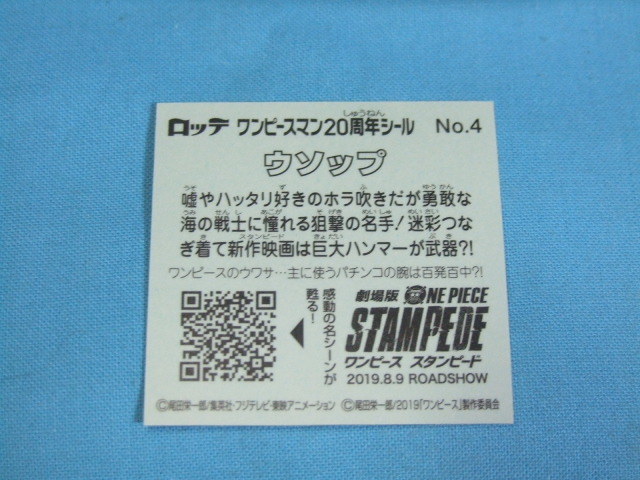 ロッテ ワンピースマン20周年シール No.4
ウソップ
嘘やハッタリ好きのホラ吹きだが勇敢な
海の戦士に憧れる狙撃の名手!迷彩つな
ぎ着て新作映画は巨大ハンマーが武器?!
ワンピースのウワサ…主に使うパチンコの腕は百発百中?!
感動の名シーンが
甦る!
劇場版 ONE PIECE
STAMPEDE
ワンピース スタンピード
2019.8.9 ROADSHOW
©尾田栄一郎/集英社・フジテレビ・東映アニメーション ©尾田栄一郎/2019「ワンピース」製作委員会